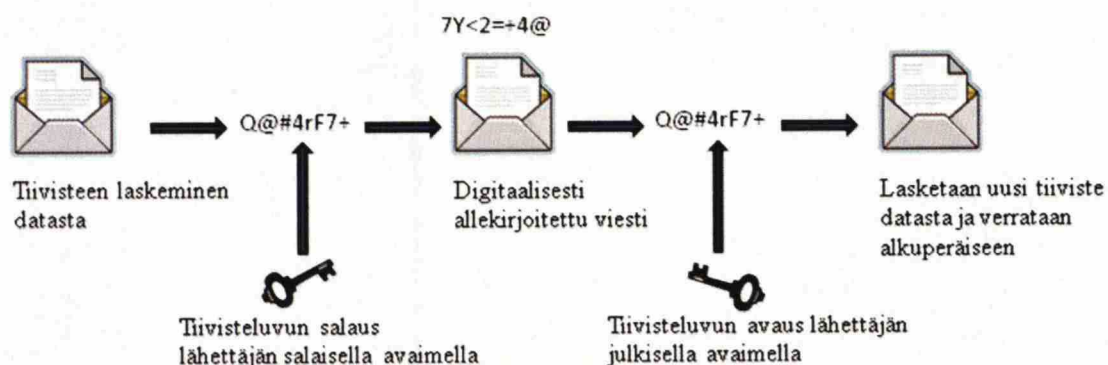 7Y<2=+4@
Q@#4rF7+
Q@#4rF7+
Tiivisteen laskeminen
datasta
Digitaalisesti
allekirjoitettu viesti
Lasketaan uusi tiiviste
datasta ja verrataan
alkuperäiseen
Tiivisteluvun salaus
lähettäjän salaisella avaimella
Tiivisteluvun avaus lähettäjän
julkisella avaimella